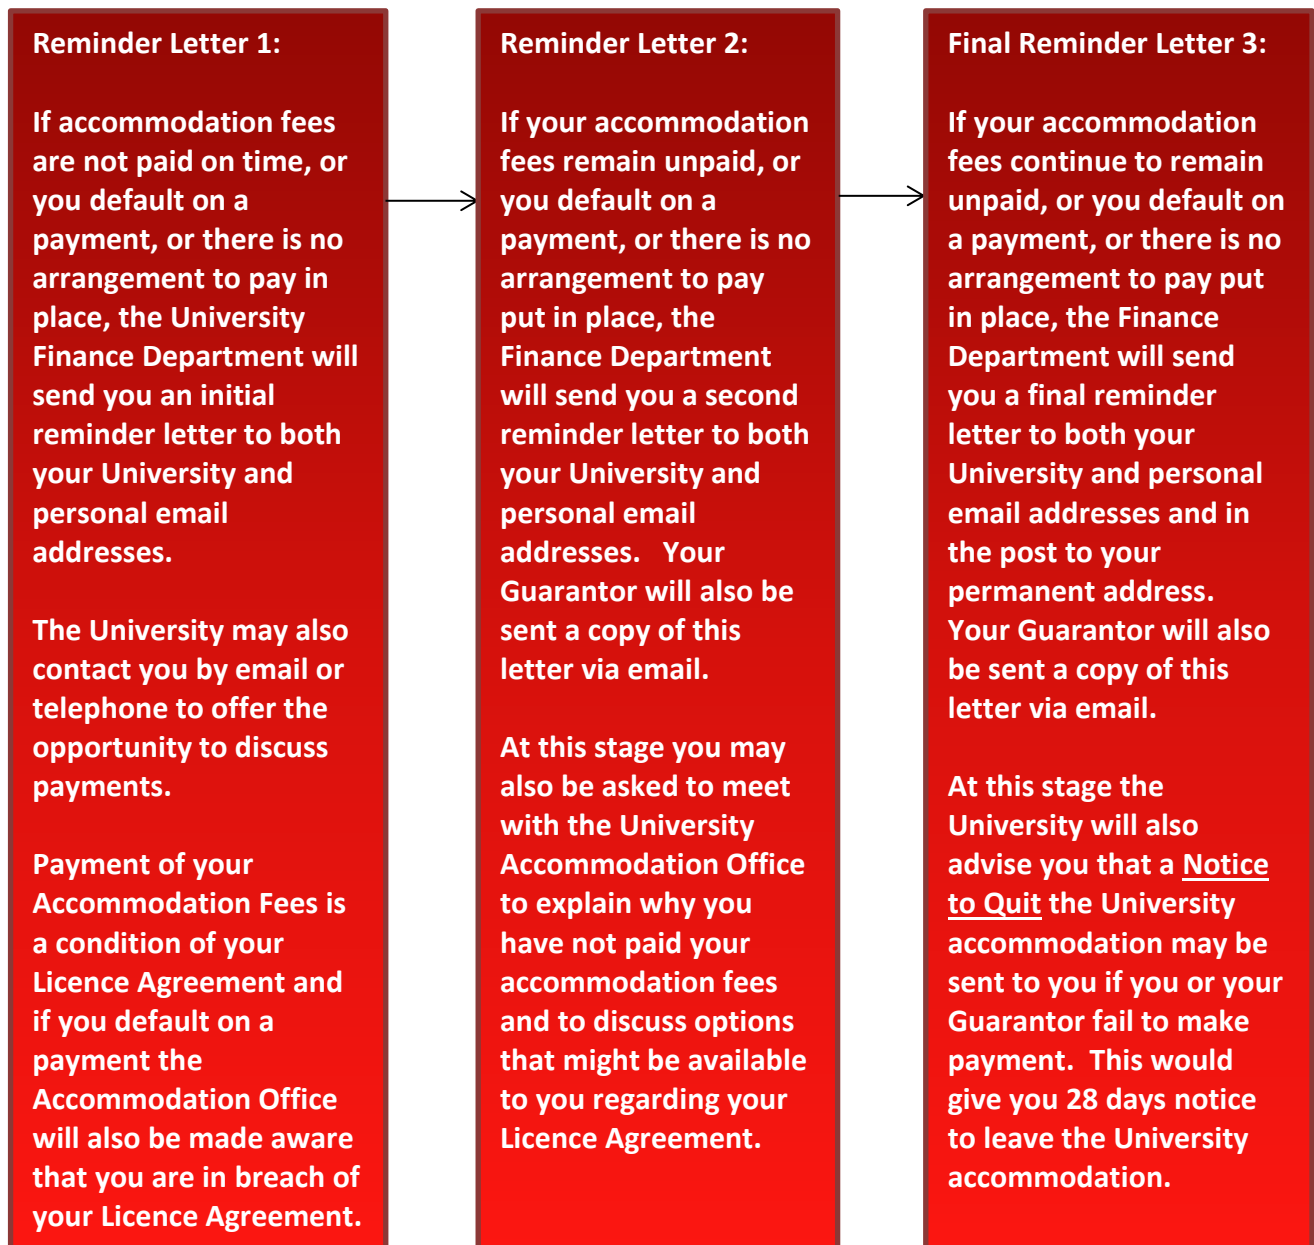 Reminder Letter 1:
If accommodation fees
are not paid on time, or
you default on a
payment, or there is no
arrangement to pay in
place, the University
Finance Department will
send you an initial
reminder letter to both
your University and
personal email
addresses.
The University may also
contact you by email or
telephone to offer the
opportunity to discuss
payments.
Payment of your
Accommodation Fees is
a condition of your
Licence Agreement and
if you default on a
payment the
Accommodation Office
will also be made aware
that you are in breach of
your Licence Agreement.
Reminder Letter 2:
If your accommodation
fees remain unpaid, or
you default on a
payment, or there is no
arrangement to pay
put in place, the
Finance Department
will send you a second
reminder letter to both
your University and
personal email
addresses.   Your
Guarantor will also be
sent a copy of this
letter via email.
At this stage you may
also be asked to meet
with the University
Accommodation Office
to explain why you
have not paid your
accommodation fees
and to discuss options
that might be available
to you regarding your
Licence Agreement.
Final Reminder Letter 3:
If your accommodation
fees continue to remain
unpaid, or you default on
a payment, or there is no
arrangement to pay put
in place, the Finance
Department will send
you a final reminder
letter to both your
University and personal
email addresses and in
the post to your
permanent address.
Your Guarantor will also
be sent a copy of this
letter via email.
At this stage the
University will also
advise you that a Notice
to Quit the University
accommodation may be
sent to you if you or your
Guarantor fail to make
payment.  This would
give you 28 days notice
to leave the University
accommodation.